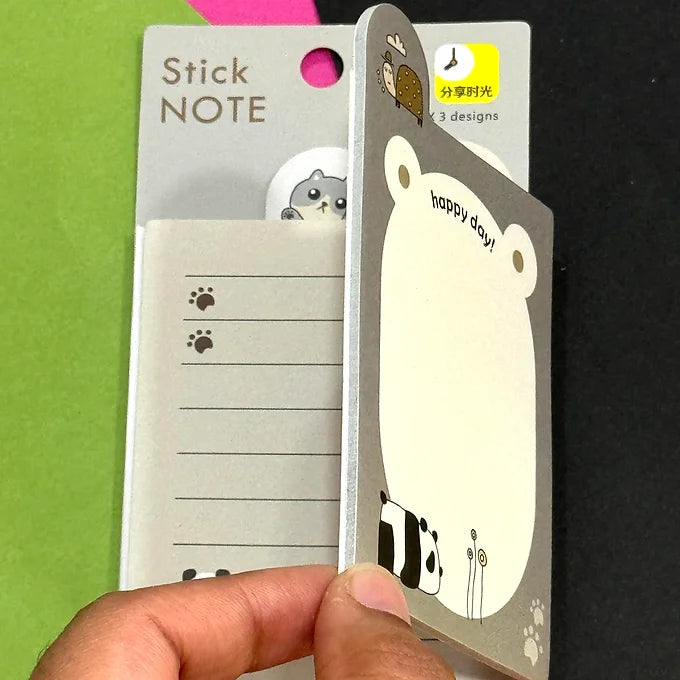 Stick
NOTE
分享时光
3 designs
happy day!